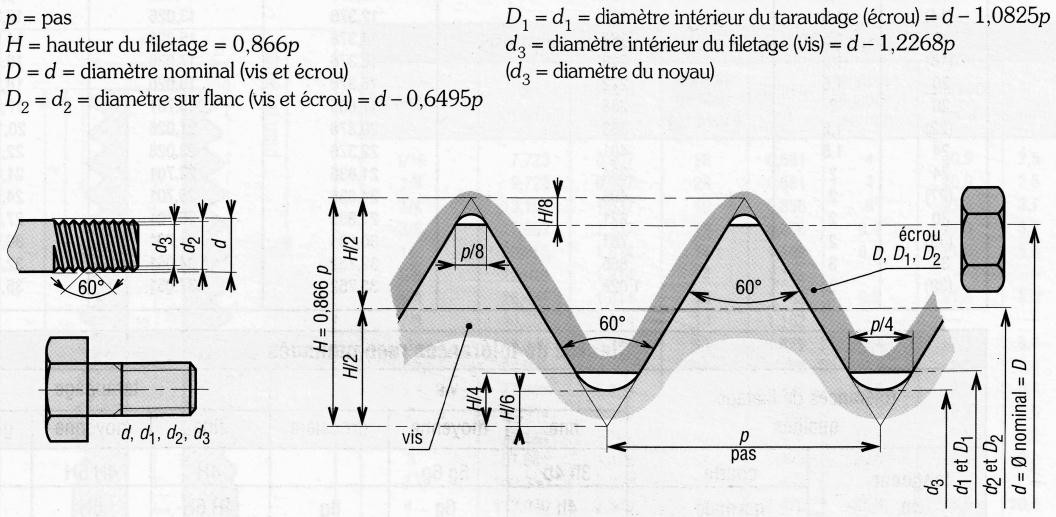 p = pas
H = hauteur du filetage = 0,866p
D = d = diamètre nominal (vis et écrou)
D₂ = d₂ = diamètre sur flanc (vis et écrou) = d – 0,6495p
D₁ = d₁ = diamètre intérieur du taraudage (écrou) = d – 1,0825p
d₃ = diamètre intérieur du filetage (vis) = d – 1,2268p
(d₃ = diamètre du noyau)
d₃
d₂
d
60°
d, d₁, d₂, d₃
H = 0,866 p
H/2
H/2
H/8
p/8
60°
60°
écrou
D, D₁, D₂
p/4
H/4
H/6
vis
p
pas
d₃
d₁ et D₁
d₂ et D₂
d = Ø nominal = D